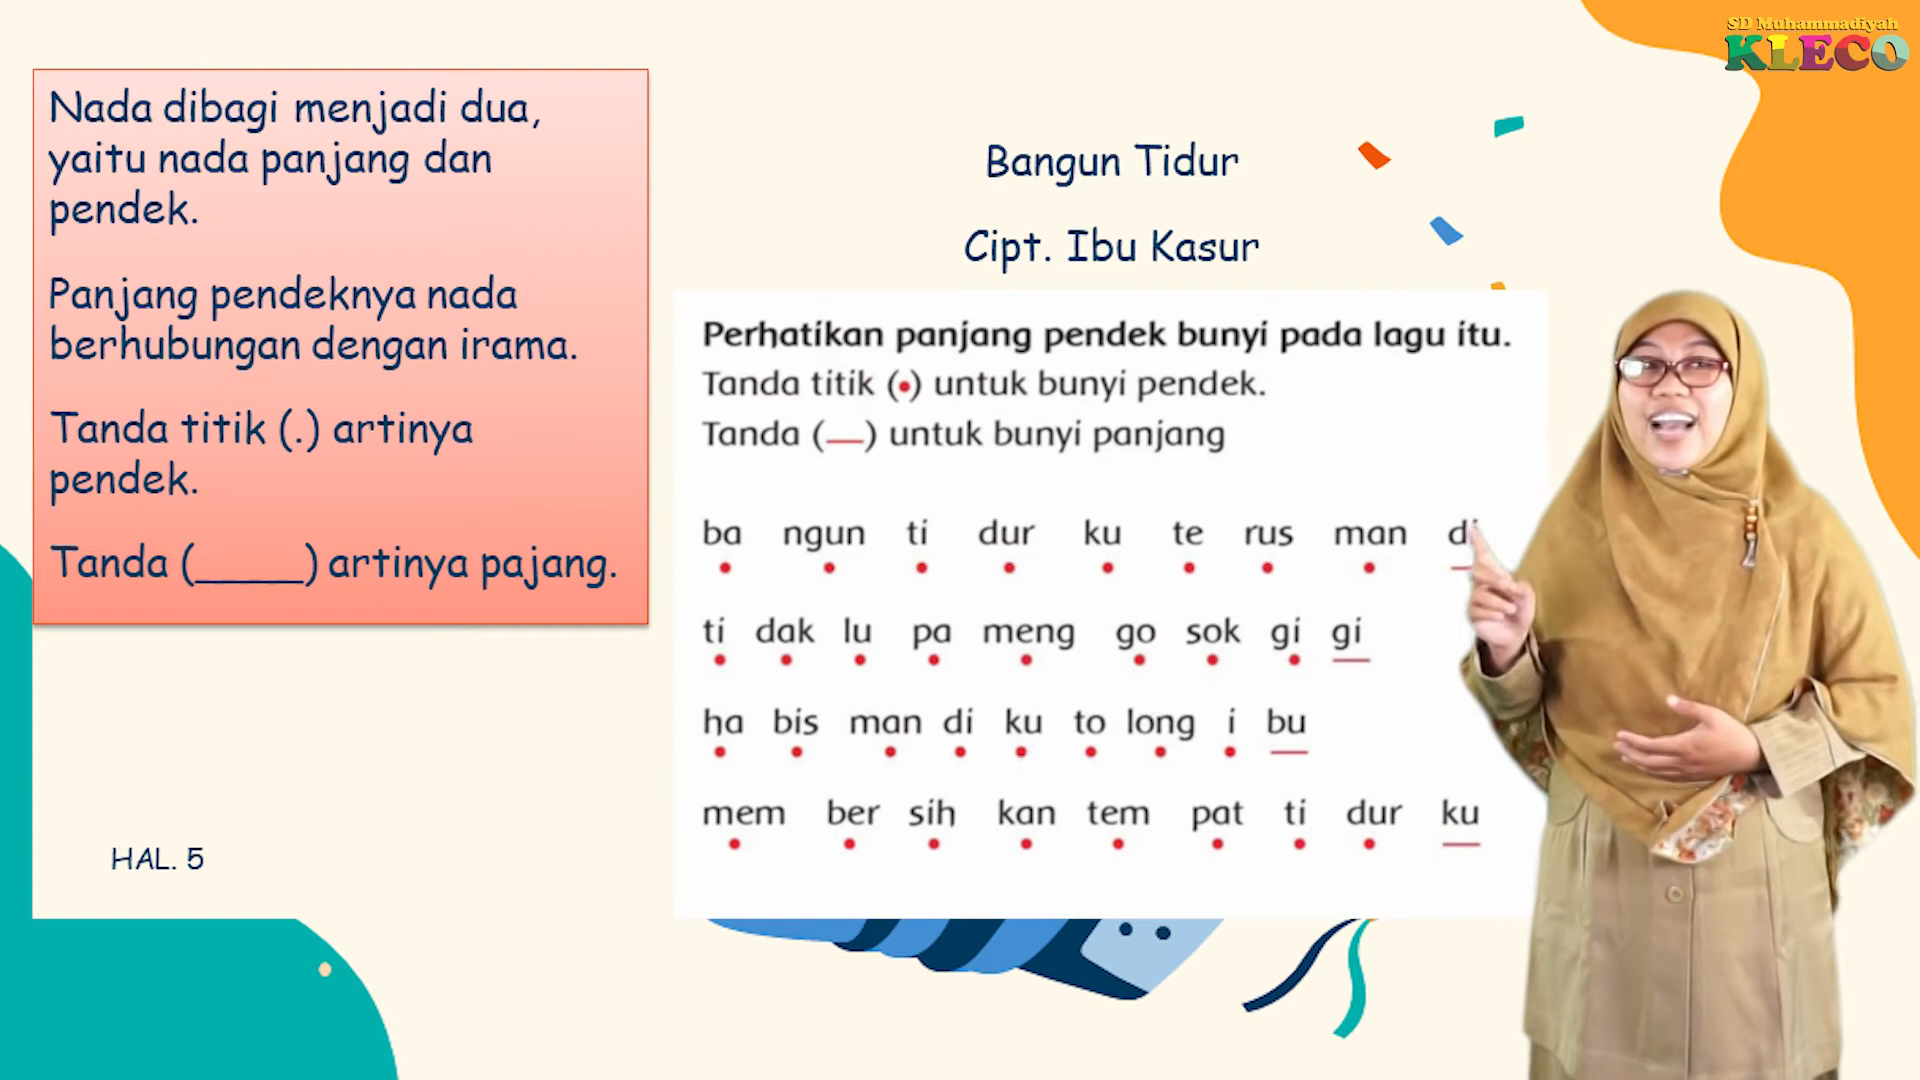 SD Muhammadiyah
KLECO
Nada dibagi menjadi dua,
yaitu nada panjang dan
pendek.
Panjang pendeknya nada
berhubungan dengan irama.
Tanda titik (.) artinya
pendek.
Tanda (____) artinya pajang.
HAL. 5
Bangun Tidur
Cipt. Ibu Kasur
Perhatikan panjang pendek bunyi pada lagu itu.
Tanda titik (•) untuk bunyi pendek.
Tanda (—) untuk bunyi panjang
ba ngun ti dur ku te rus man di
ti dak lu pa meng go sok gi gi
ha bis man di ku to long i bu
mem ber sih kan tem pat ti dur ku